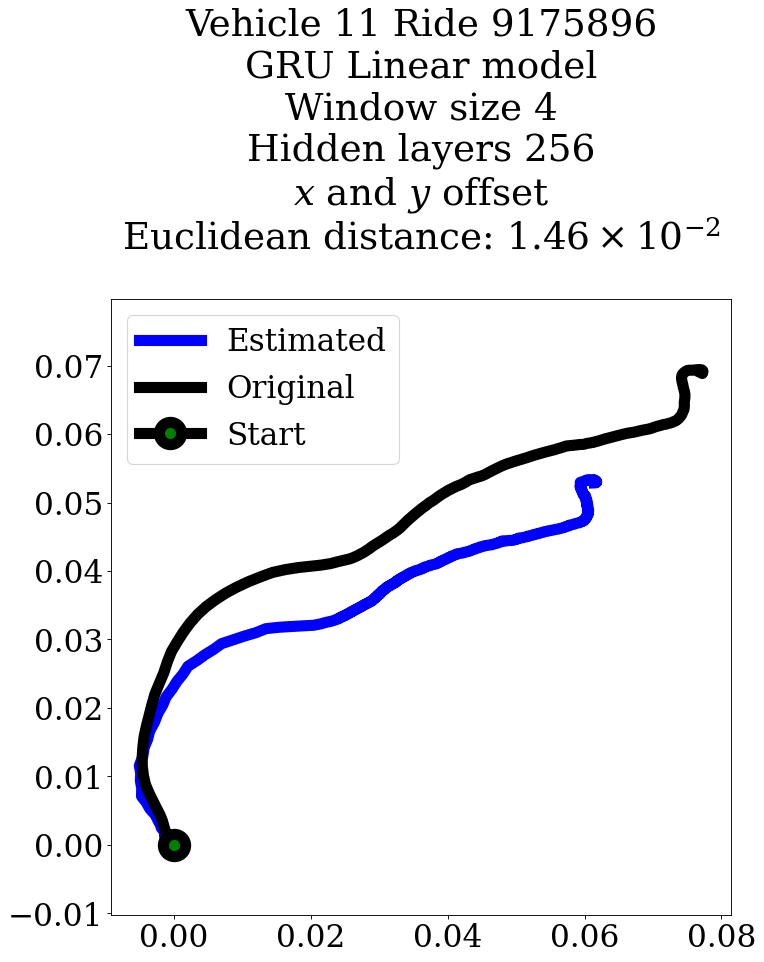 Vehicle 11 Ride 9175896
GRU Linear model
Window size 4
Hidden layers 256
x and y offset
Euclidean distance: 1.46 × 10⁻²
Estimated
Original
Start
0.07
0.06
0.05
0.04
0.03
0.02
0.01
0.00
−0.01
0.00 0.02 0.04 0.06 0.08